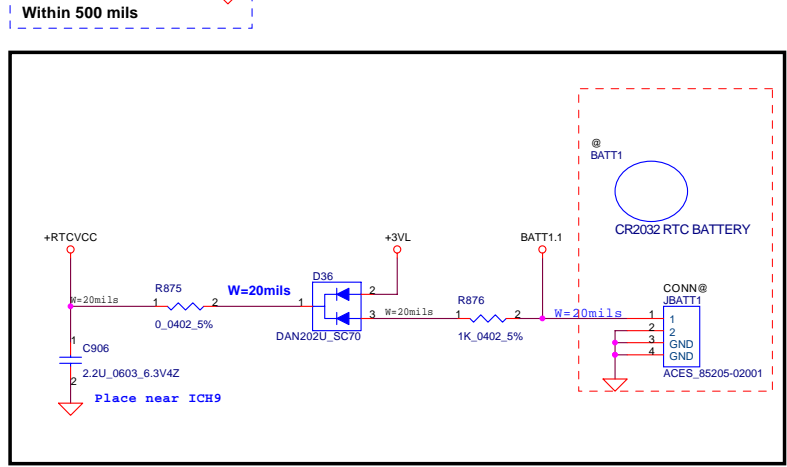 Within 500 mils
@
BATT1
CR2032 RTC BATTERY
+RTCVCC
+3VL
BATT1.1
D36
R875
W=20mils
W=20mils
1
2
1
2
3
0_0402_5%
DAN202U_SC70
W=20mils
R876
1
2
1K_0402_5%
W=20mils
CONN@
JBATT1
1
2
3
4
1
2
GND
GND
ACES_85205-02001
1
C906
2.2U_0603_6.3V4Z
2
Place near ICH9